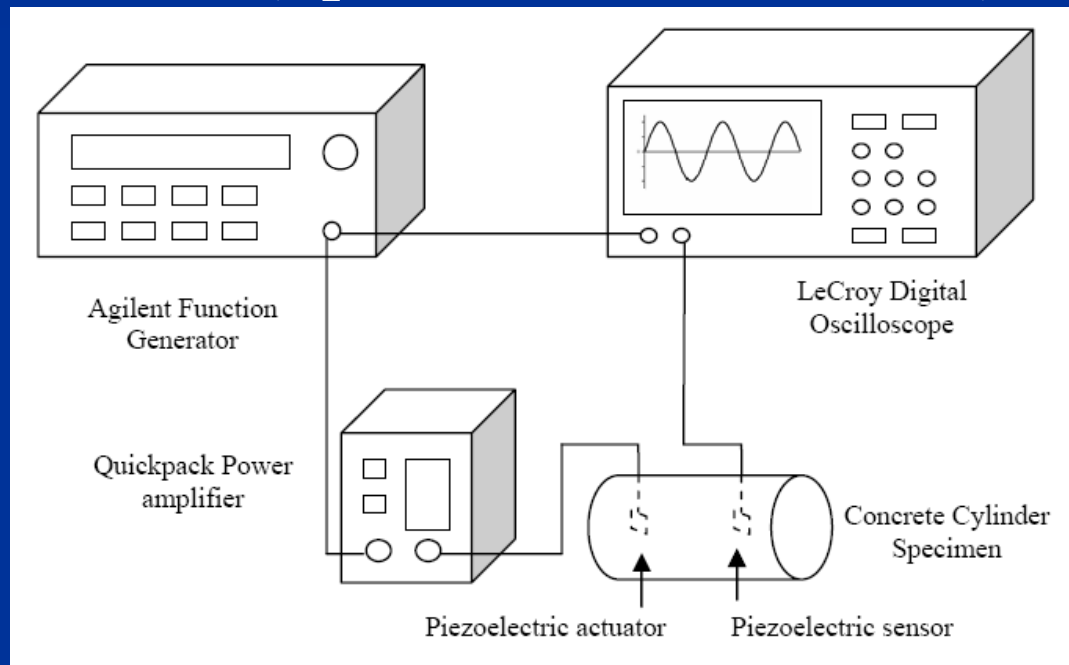 Agilent Function
Generator
LeCroy Digital
Oscilloscope
Quickpack Power
amplifier
Concrete Cylinder
Specimen
Piezoelectric actuator
Piezoelectric sensor